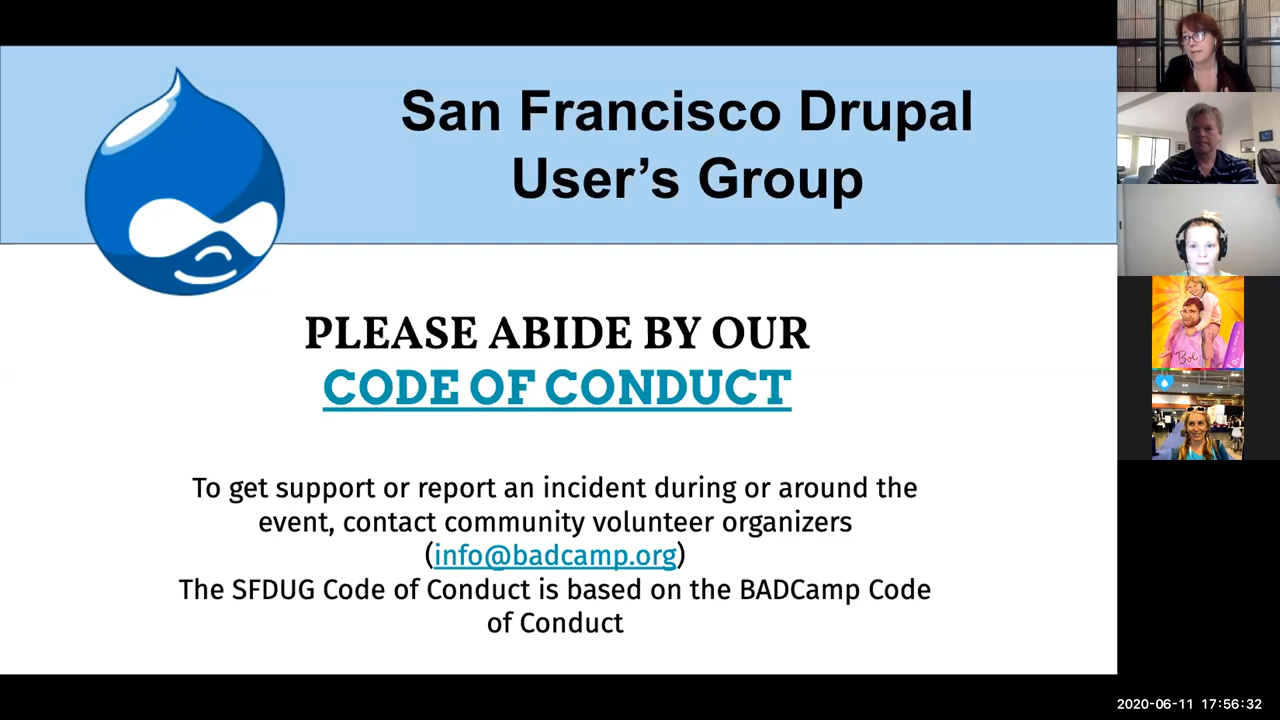 San Francisco Drupal
User’s Group
PLEASE ABIDE BY OUR
CODE OF CONDUCT
To get support or report an incident during or around the
event, contact community volunteer organizers
(info@badcamp.org)
The SFDUG Code of Conduct is based on the BADCamp Code
of Conduct
Bob
2020-06-11 17:56:32